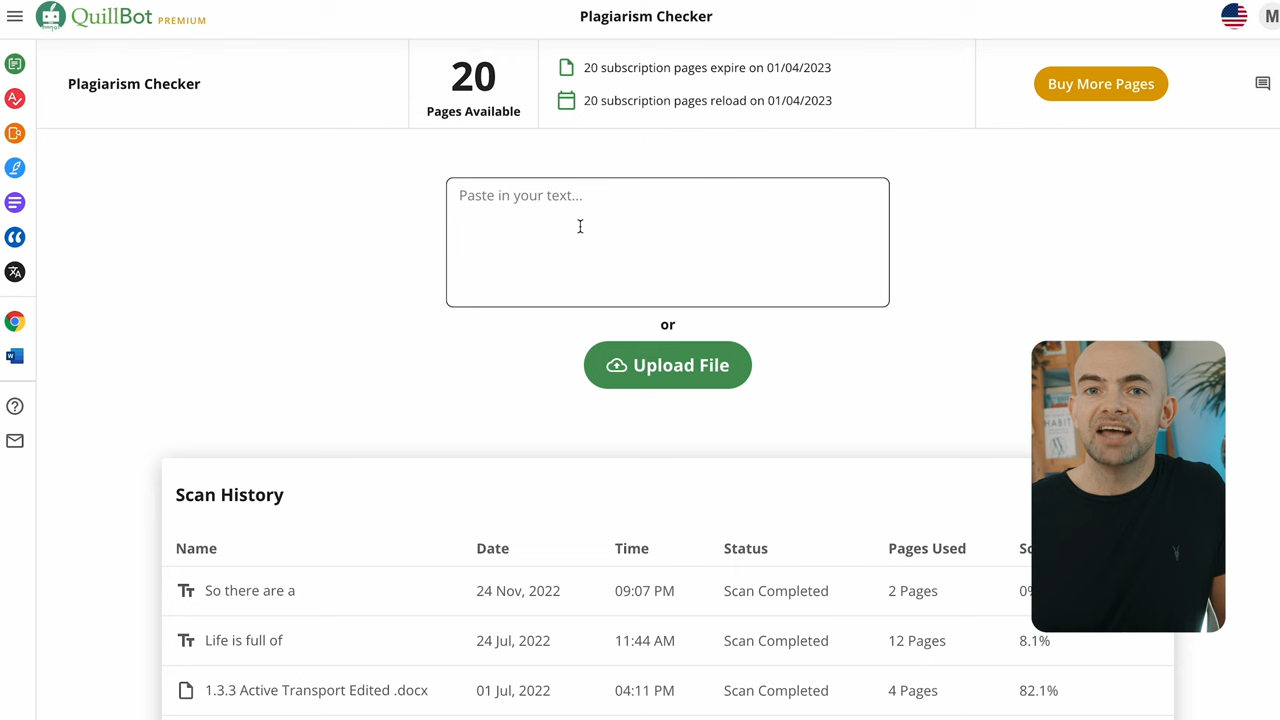 QuillBot PREMIUM
Plagiarism Checker
M
Plagiarism Checker
20
Pages Available
20 subscription pages expire on 01/04/2023
20 subscription pages reload on 01/04/2023
Buy More Pages
Paste in your text...
or
Upload File
Scan History
Name Date Time Status Pages Used
So there are a 24 Nov, 2022 09:07 PM Scan Completed 2 Pages
Life is full of 24 Jul, 2022 11:44 AM Scan Completed 12 Pages 8.1%
1.3.3 Active Transport Edited .docx 01 Jul, 2022 04:11 PM Scan Completed 4 Pages 82.1%
HABIT